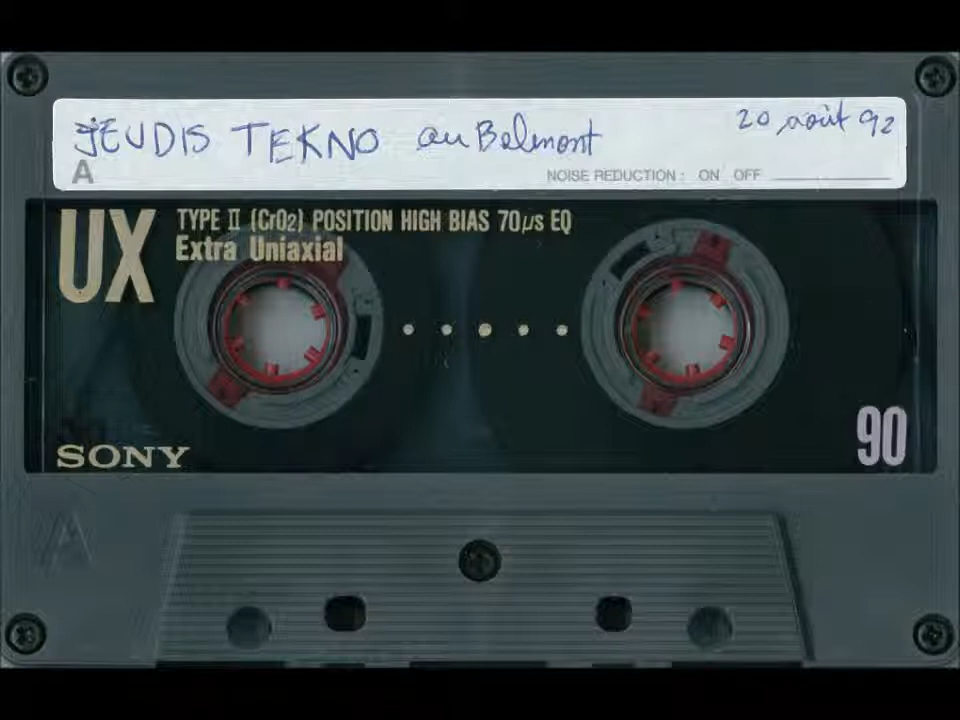 JEUDIS TEKNO au Belmont 20 août 92
A NOISE REDUCTION : ON OFF
UX TYPE II (CrO2) POSITION HIGH BIAS 70μs EQ
Extra Uniaxial
SONY 90
A